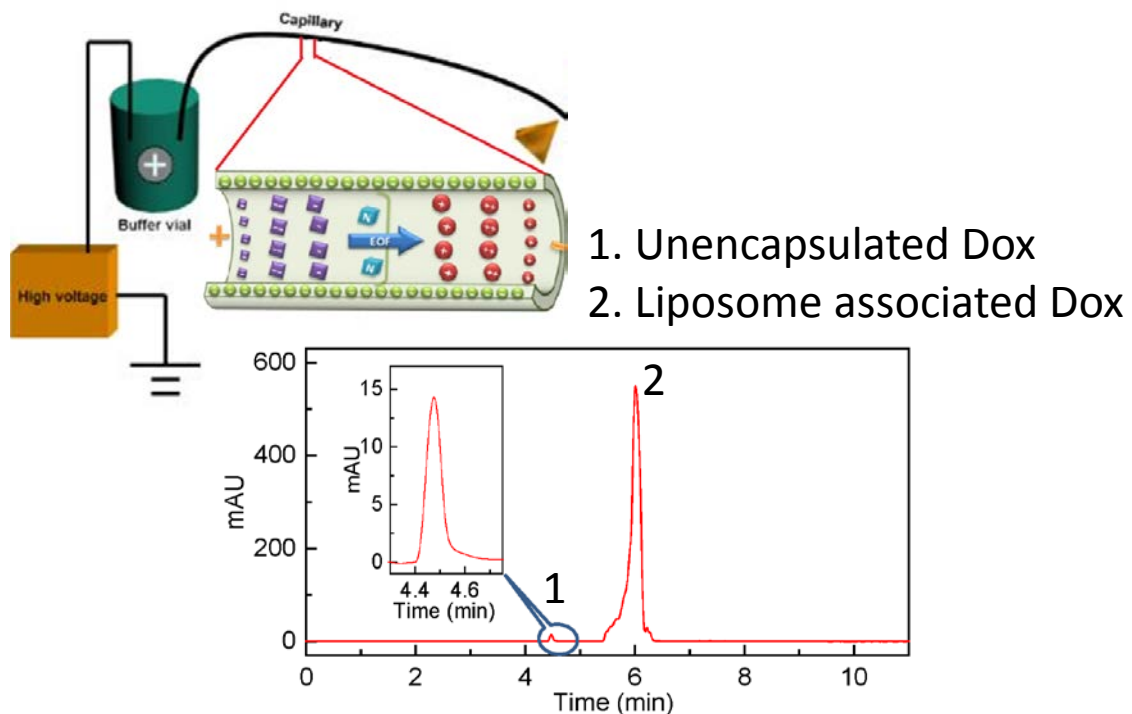 Capillary
+
Buffer vial
High voltage
+
N
EOF
N
1. Unencapsulated Dox
2. Liposome associated Dox
600
400
200
0
mAU
0
2
4
6
8
10
Time (min)
15
10
5
0
mAU
4.4
4.6
Time (min)
1
2